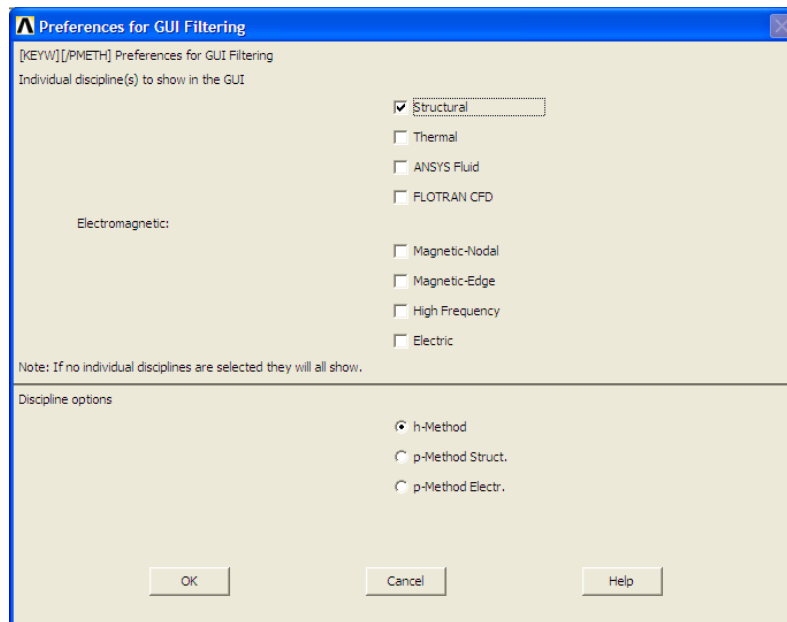 Preferences for GUI Filtering
[KEYW][/PMETH] Preferences for GUI Filtering
Individual discipline(s) to show in the GUI
Structural
Thermal
ANSYS Fluid
FLOTRAN CFD
Electromagnetic:
Magnetic-Nodal
Magnetic-Edge
High Frequency
Electric
Note: If no individual disciplines are selected they will all show.
Discipline options
h-Method
p-Method Struct.
p-Method Electr.
OK Cancel Help